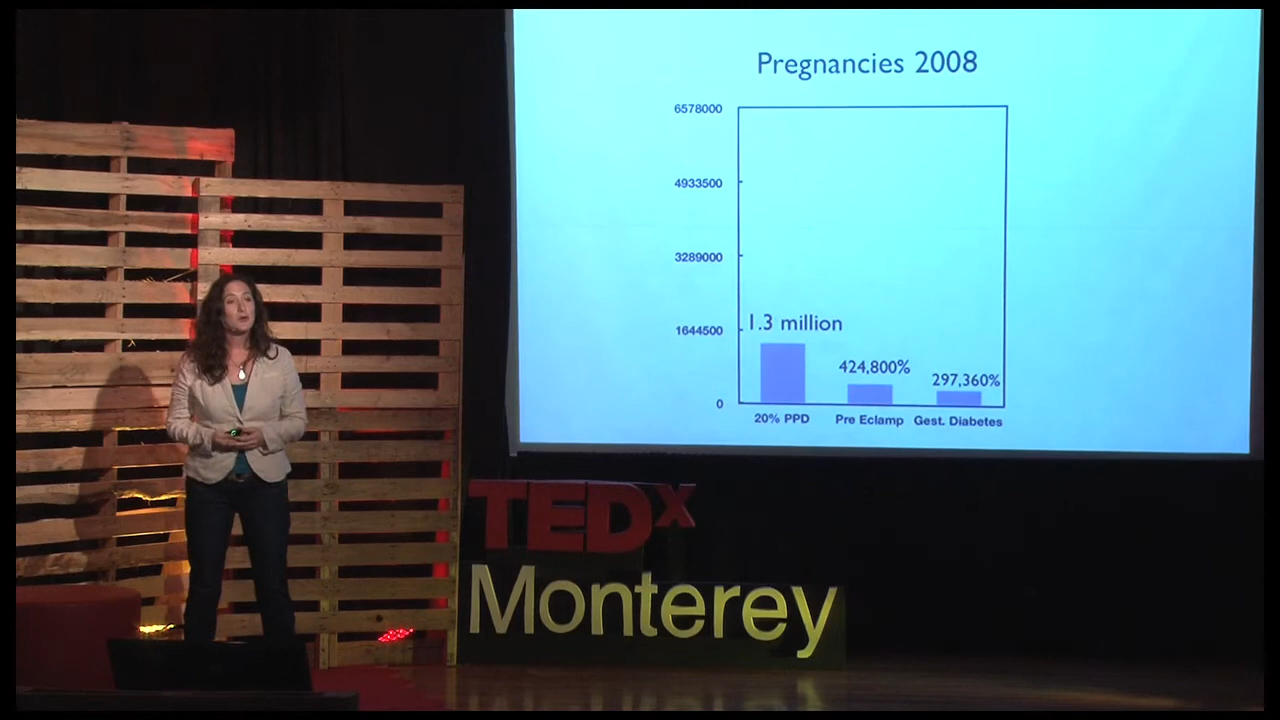 Pregnancies 2008
6578000
4933500
3289000
1644500
0
1.3 million
424,800%
297,360%
20% PPD
Pre Eclamp
Gest. Diabetes
TEDx
Monterey